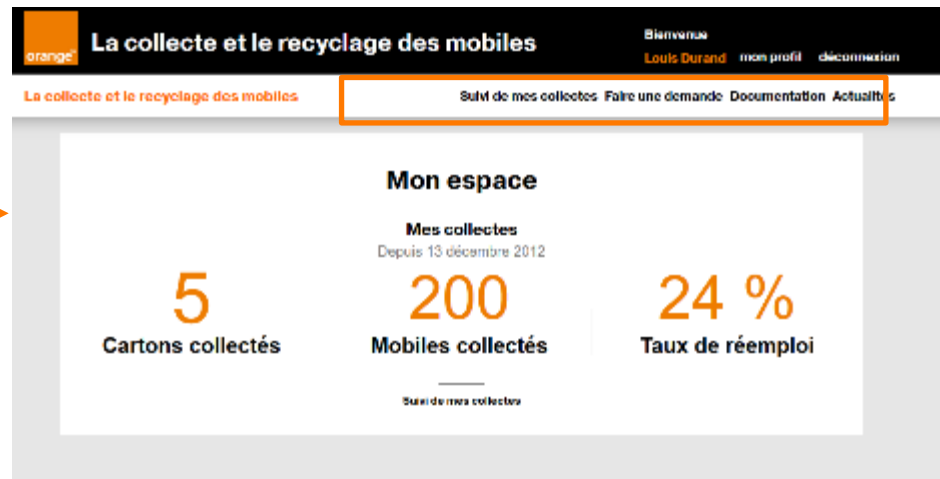 orange
La collecte et le recyclage des mobiles
Bienvenue
Louis Durand mon profil déconnexion
La collecte et le recyclage des mobiles
Suivi de mes collectes Faire une demande Documentation Actualités
Mon espace
Mes collectes
Depuis 13 décembre 2012
5
Cartons collectés
200
Mobiles collectés
24 %
Taux de réemploi
Suivi de mes collectes